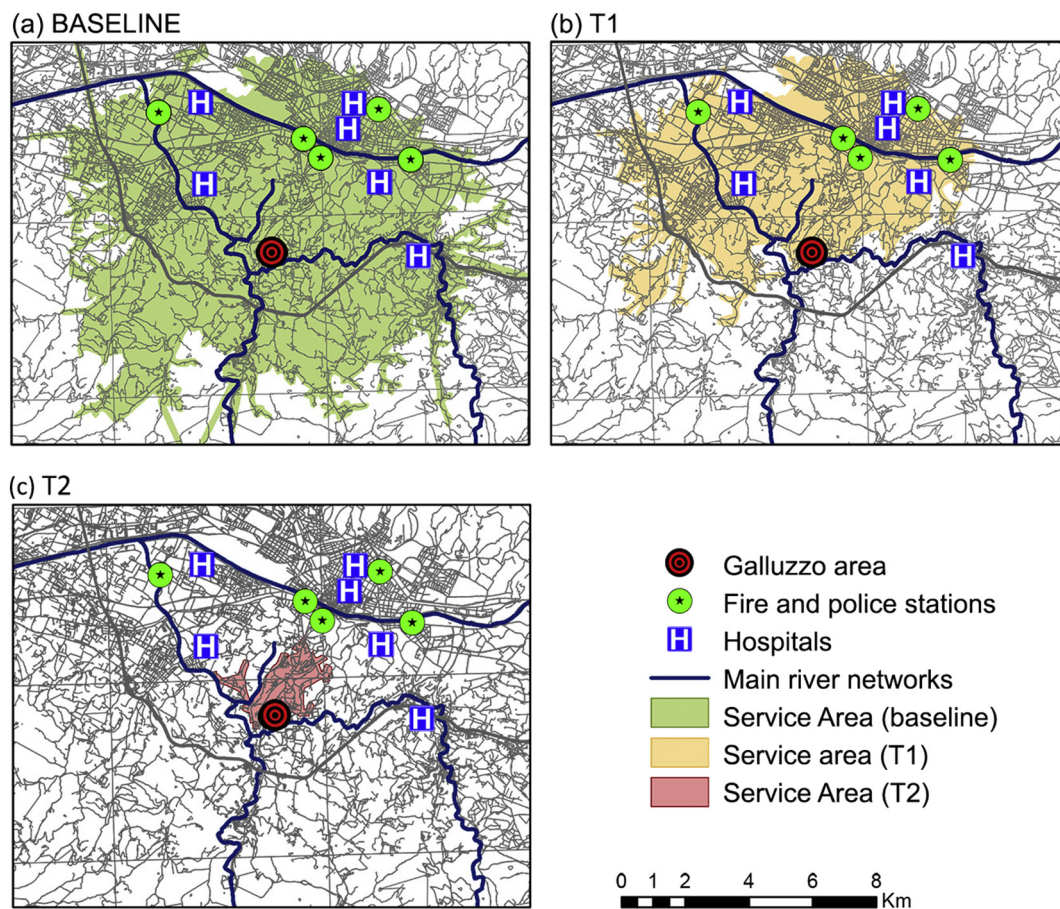 (a) BASELINE
(b) T1
H
H
H
H
H
H
H
H
H
H
H
H
(c) T2
H
H
H
H
H
H
Galluzzo area
Fire and police stations
H
Hospitals
Main river networks
Service Area (baseline)
Service area (T1)
Service Area (T2)
0 1 2 4 6 8
Km